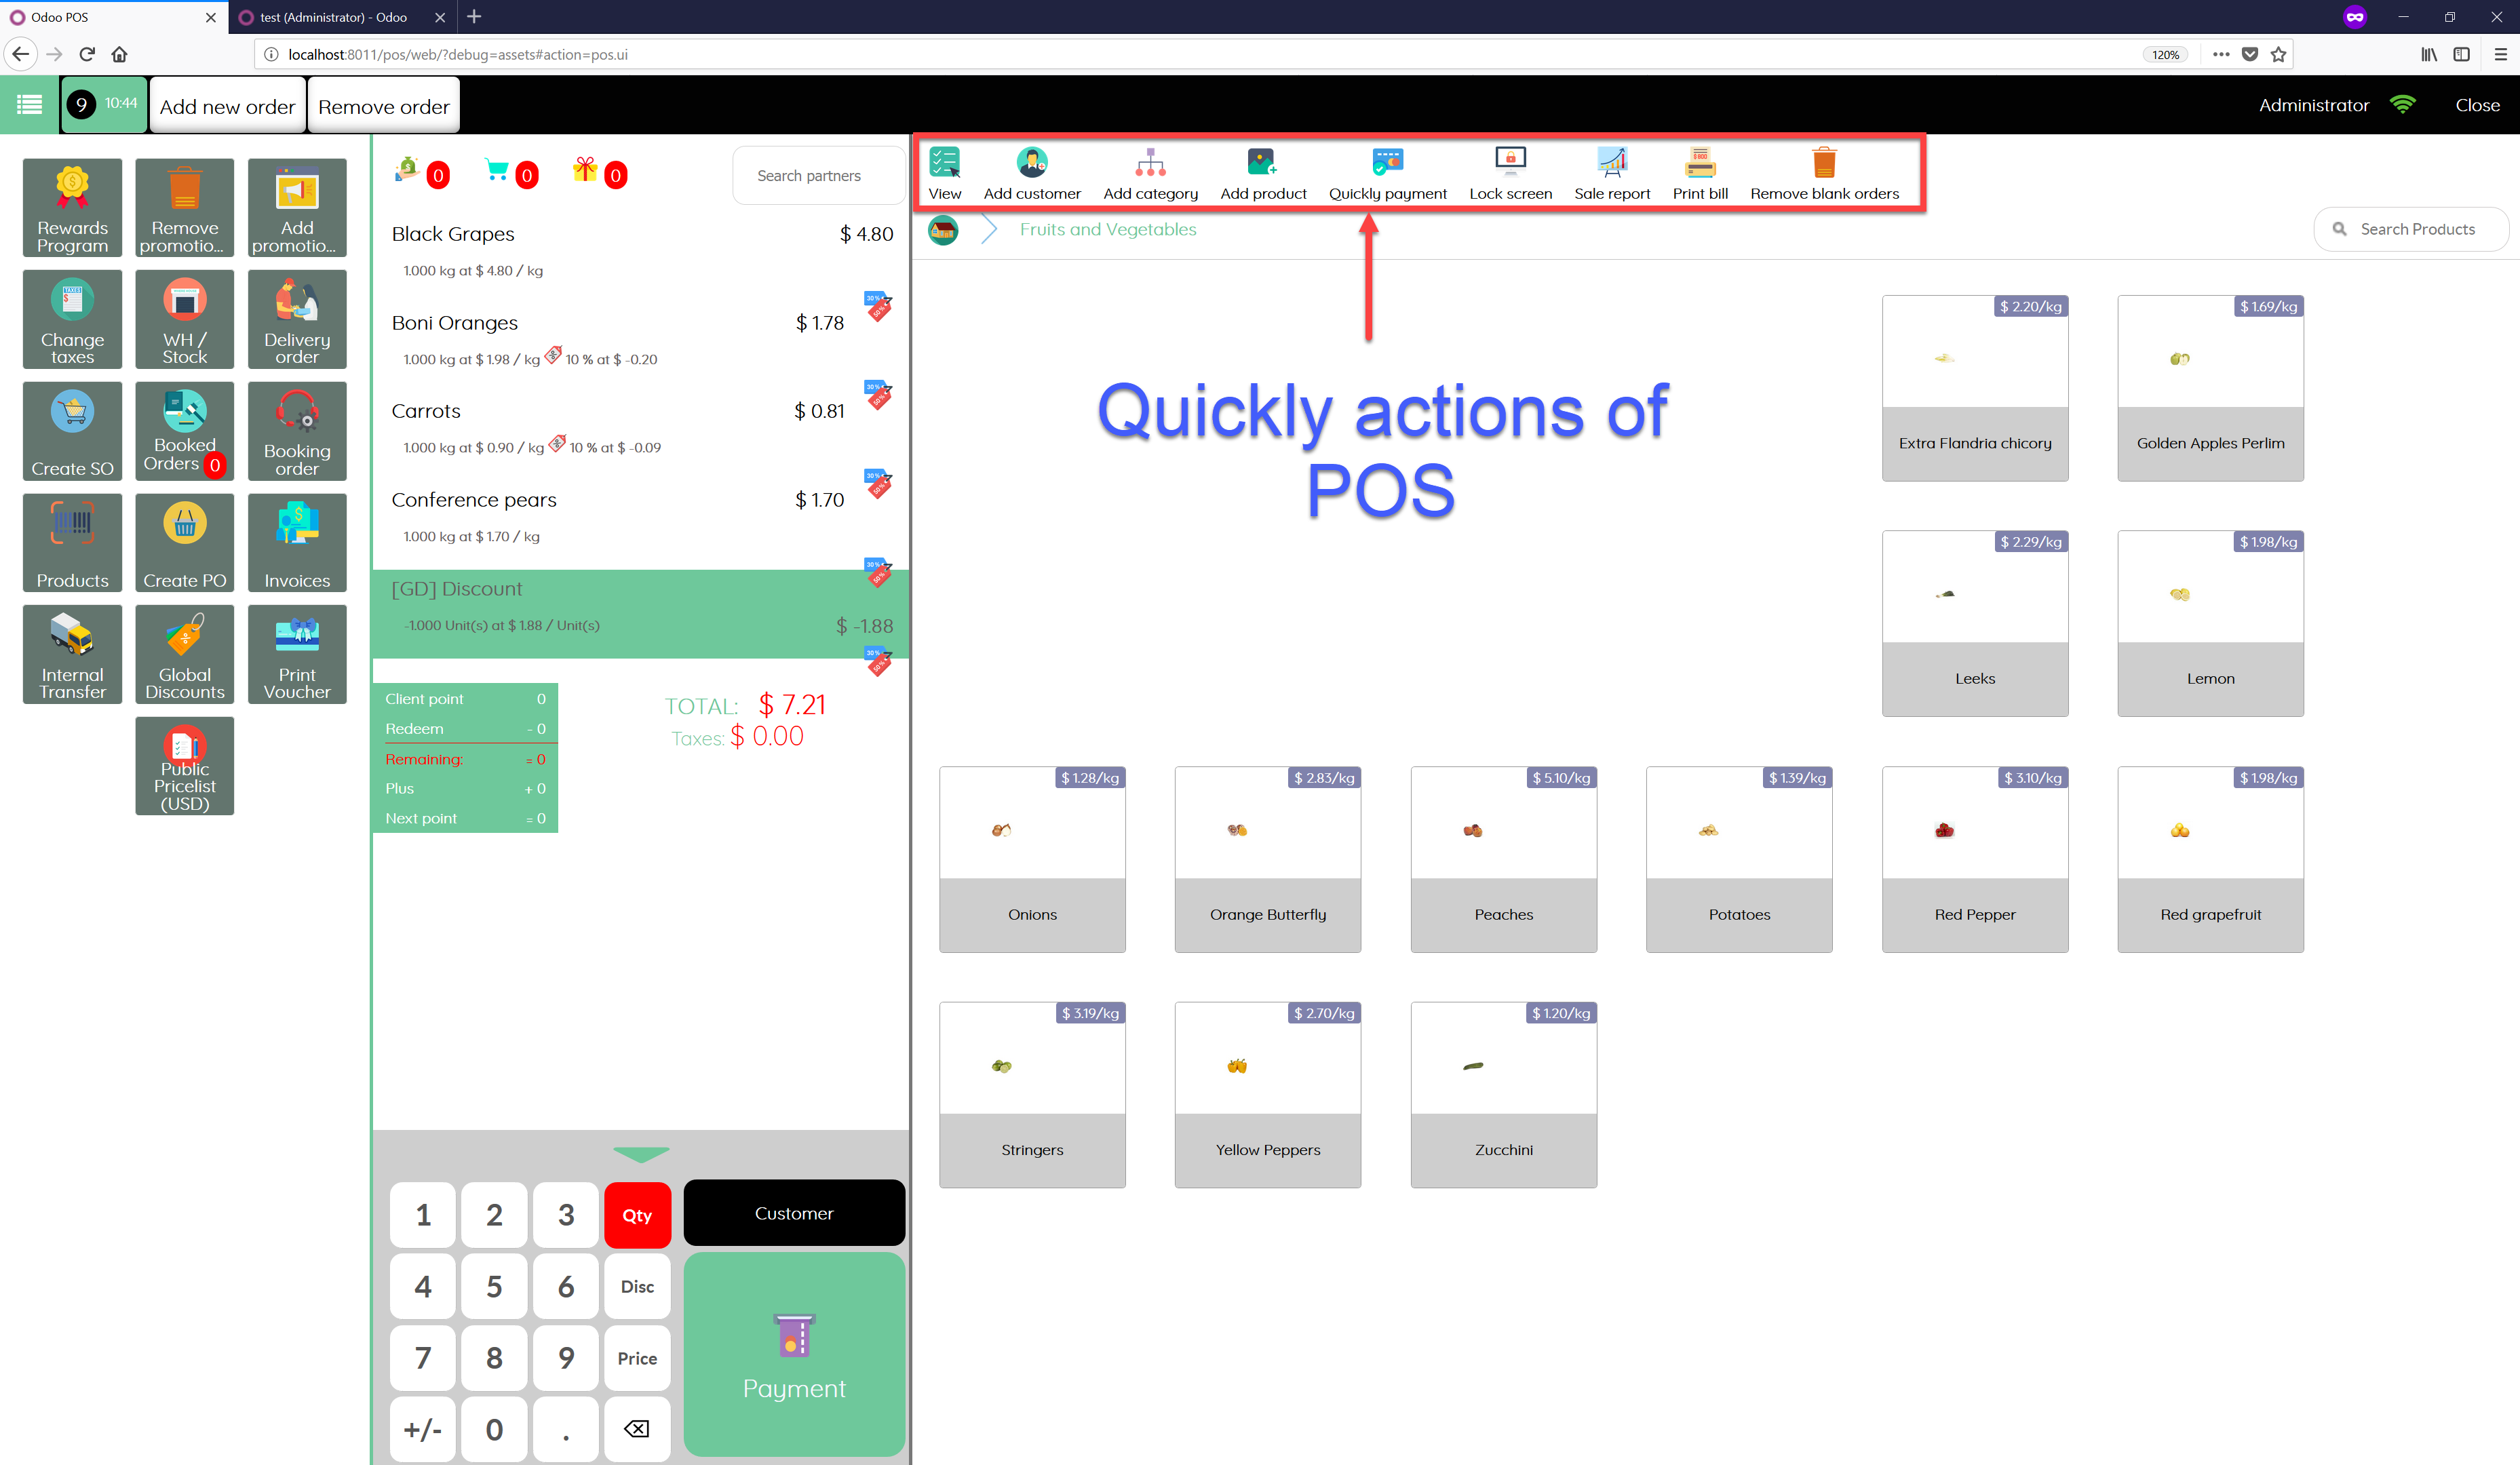 Odoo POS
test (Administrator) - Odoo
localhost:8011/pos/web/?debug=assets#action=pos.ui
120%
9 10:44
Add new order
Remove order
Administrator
Close
Rewards Program
Remove promotio...
Add promotio...
Change taxes
WH / Stock
Delivery order
Create SO
Booked Orders 0
Booking order
Products
Create PO
Invoices
Internal Transfer
Global Discounts
Print Voucher
Public Pricelist (USD)
0
0
0
Search partners
Black Grapes $ 4.80
1.000 kg at $ 4.80 / kg
Boni Oranges $ 1.78
1.000 kg at $ 1.98 / kg 10 % at $ -0.20
Carrots $ 0.81
1.000 kg at $ 0.90 / kg 10 % at $ -0.09
Conference pears $ 1.70
1.000 kg at $ 1.70 / kg
[GD] Discount
-1.000 Unit(s) at $ 1.88 / Unit(s) $ -1.88
Client point 0
Redeem - 0
Remaining: = 0
Plus + 0
Next point = 0
TOTAL: $ 7.21
Taxes: $ 0.00
1 2 3 Qty
4 5 6 Disc
7 8 9 Price
+/- 0 .
Customer
Payment
View
Add customer
Add category
Add product
Quickly payment
Lock screen
Sale report
Print bill
Remove blank orders
Fruits and Vegetables
Search Products
Quickly actions of
POS
$ 2.20/kg
Extra Flandria chicory
$ 1.69/kg
Golden Apples Perlim
$ 2.29/kg
Leeks
$ 1.98/kg
Lemon
$ 1.28/kg
Onions
$ 2.83/kg
Orange Butterfly
$ 5.10/kg
Peaches
$ 1.39/kg
Potatoes
$ 3.10/kg
Red Pepper
$ 1.98/kg
Red grapefruit
$ 3.19/kg
Stringers
$ 2.70/kg
Yellow Peppers
$ 1.20/kg
Zucchini